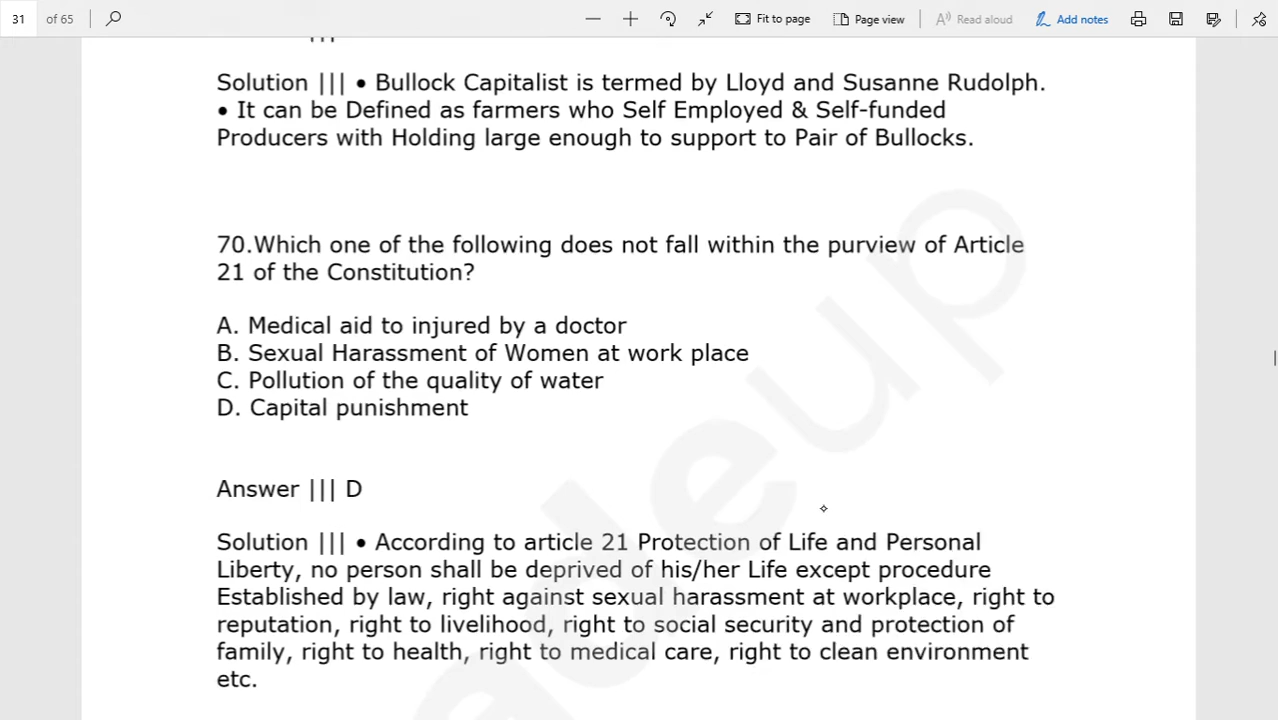 31 of 65 Fit to page Page view Read aloud Add notes
Solution ||| • Bullock Capitalist is termed by Lloyd and Susanne Rudolph.
• It can be Defined as farmers who Self Employed & Self-funded
Producers with Holding large enough to support to Pair of Bullocks.
70.Which one of the following does not fall within the purview of Article
21 of the Constitution?
A. Medical aid to injured by a doctor
B. Sexual Harassment of Women at work place
C. Pollution of the quality of water
D. Capital punishment
Answer ||| D
Solution ||| • According to article 21 Protection of Life and Personal
Liberty, no person shall be deprived of his/her Life except procedure
Established by law, right against sexual harassment at workplace, right to
reputation, right to livelihood, right to social security and protection of
family, right to health, right to medical care, right to clean environment
etc.
adeup